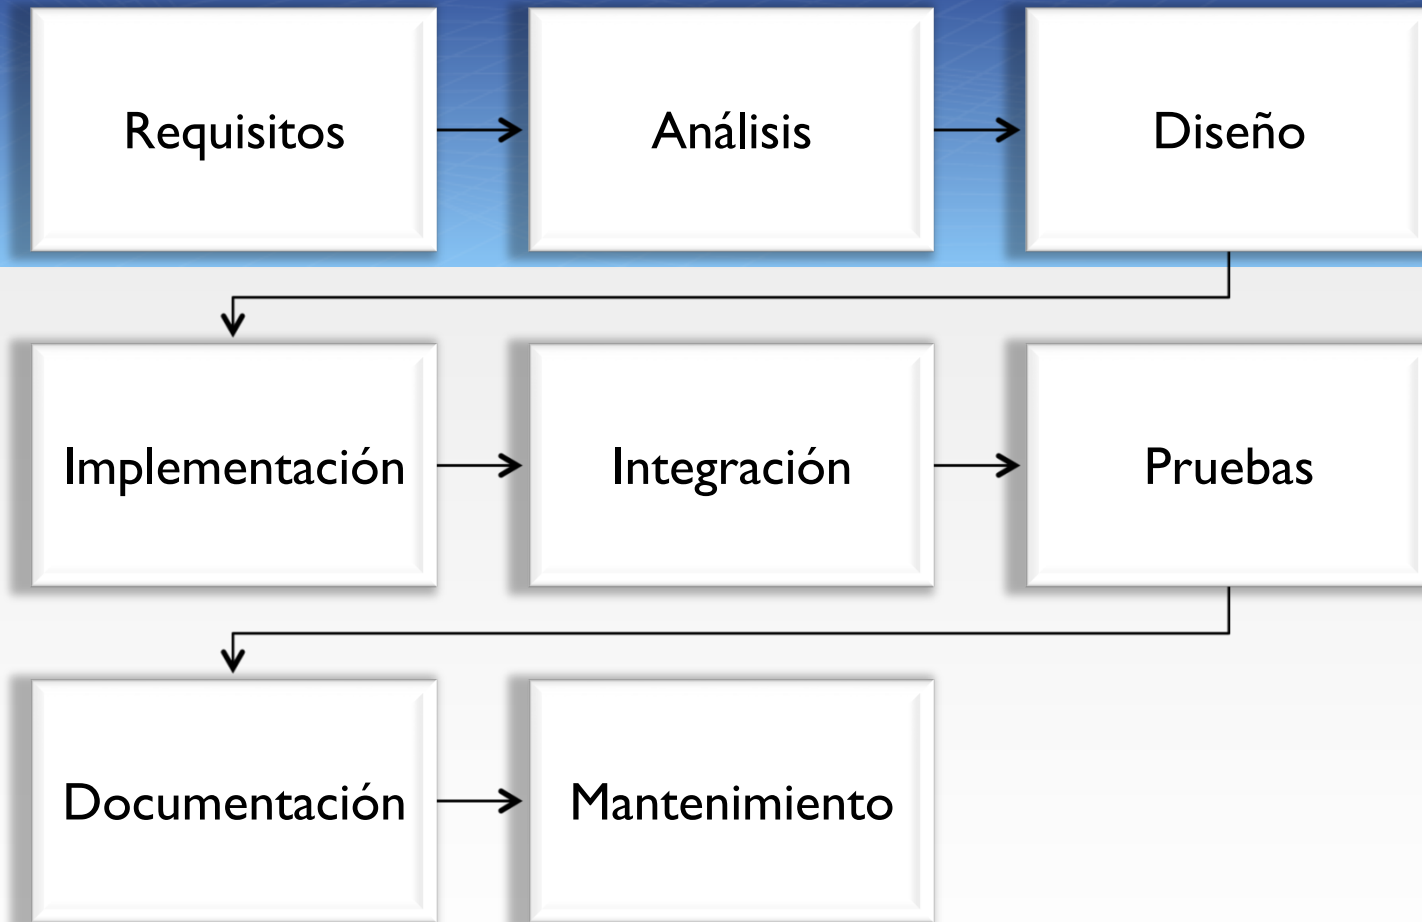 Requisitos
Análisis
Diseño
Implementación
Integración
Pruebas
Documentación
Mantenimiento